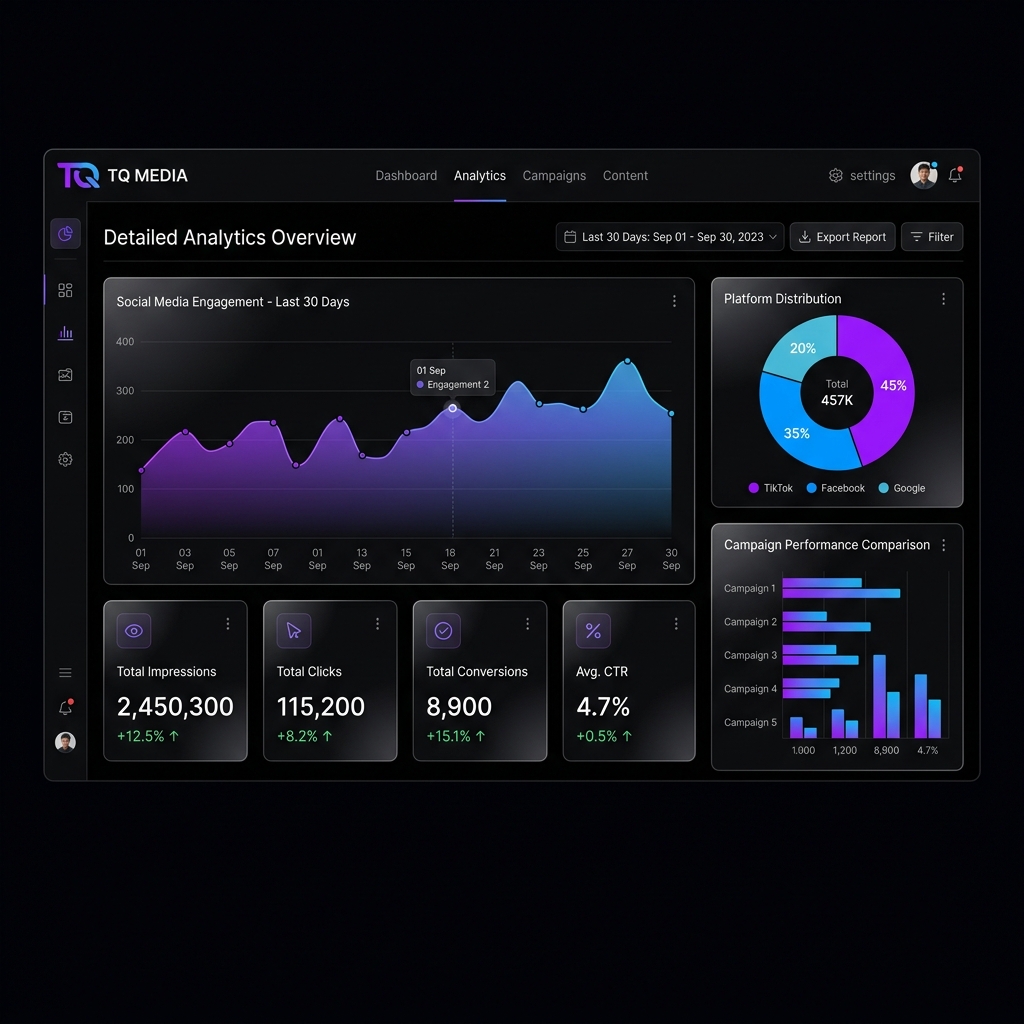 TQ TQ MEDIA
Dashboard Analytics Campaigns Content
settings
Detailed Analytics Overview
Last 30 Days: Sep 01 - Sep 30, 2023
Export Report
Filter
Social Media Engagement - Last 30 Days
400
300
200
100
0
01 Sep
Engagement 2
01 03 05 07 01 13 15 18 21 23 25 27 30
Sep Sep Sep Sep Sep Sep Sep Sep Sep Sep Sep Sep Sep
Platform Distribution
20%
45%
35%
Total
457K
TikTok Facebook Google
Total Impressions
2,450,300
+12.5% ↑
Total Clicks
115,200
+8.2% ↑
Total Conversions
8,900
+15.1% ↑
Avg. CTR
4.7%
+0.5% ↑
Campaign Performance Comparison
Campaign 1
Campaign 2
Campaign 3
Campaign 4
Campaign 5
1.000 1,200 8,900 4.7%